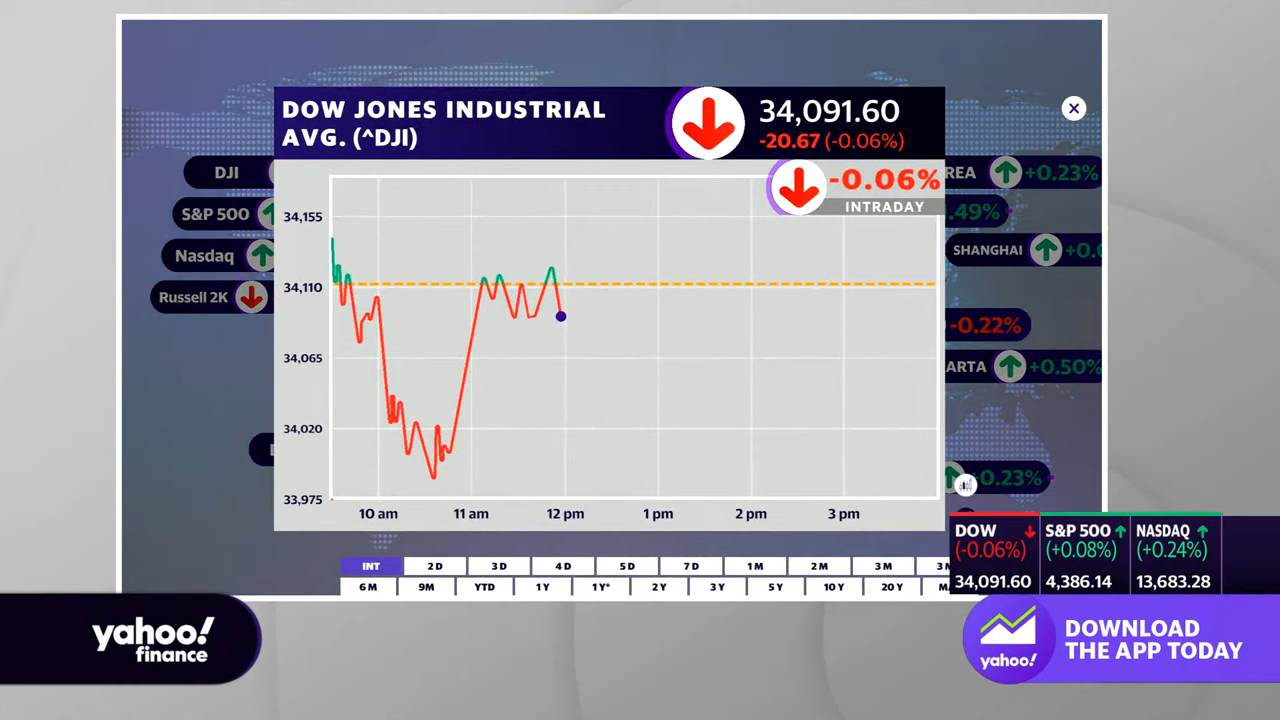 DOW JONES INDUSTRIAL
AVG. (^DJI)
34,091.60
-20.67 (-0.06%)
-0.06%
INTRADAY
34,155
34,110
34,065
34,020
33,975
10 am
11 am
12 pm
1 pm
2 pm
3 pm
DJI
S&P 500
Nasdaq
Russell 2K
REA
+0.23%
.49%
SHANGHAI
+0.0
-0.22%
ARTA
+0.50%
+0.23%
INT
2 D
3 D
4 D
5 D
7 D
1 M
2 M
3 M
6 M
9M
YTD
1 Y
1 Y*
2 Y
3 Y
5 Y
10 Y
20 Y
DOW
(-0.06%)
34,091.60
S&P 500
(+0.08%)
4,386.14
NASDAQ
(+0.24%)
13,683.28
yahoo!
finance
yahoo!
DOWNLOAD
THE APP TODAY